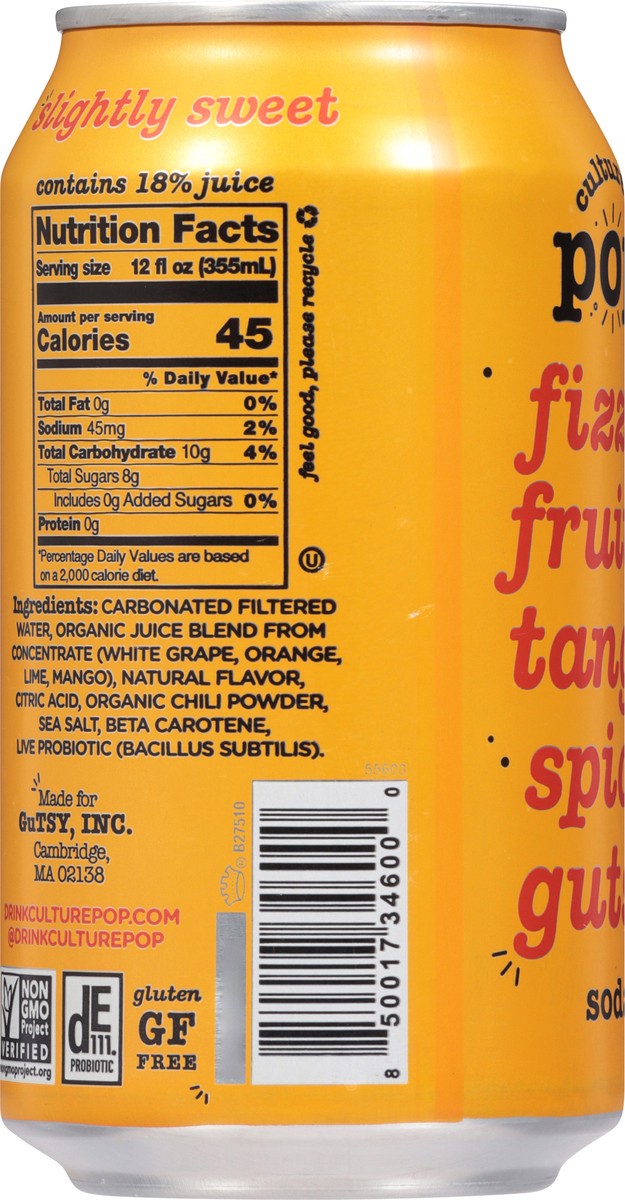 slightly sweet
contains 18% juice
Nutrition Facts
Serving size 12 fl oz (355mL)
Amount per serving
Calories 45
% Daily Value*
Total Fat 0g 0%
Sodium 45mg 2%
Total Carbohydrate 10g 4%
Total Sugars 8g
Includes 0g Added Sugars 0%
Protein 0g
*Percentage Daily Values are based
on a 2,000 calorie diet.
feel good, please recycle
U
Ingredients: CARBONATED FILTERED
WATER, ORGANIC JUICE BLEND FROM
CONCENTRATE (WHITE GRAPE, ORANGE,
LIME, MANGO), NATURAL FLAVOR,
CITRIC ACID, ORGANIC CHILI POWDER,
SEA SALT, BETA CAROTENE,
LIVE PROBIOTIC (BACILLUS SUBTILIS).
Made for
GuTSY, INC.
Cambridge,
MA 02138
DRINKCULTUREPOP.COM
@DRINKCULTUREPOP
NON
GMO
Project
VERIFIED
nongmoproject.org
dE
111.
PROBIOTIC
gluten
GF
FREE
B27510
8 50017 34600 0
culture
po
fizz
frui
tang
spic
guts
soda